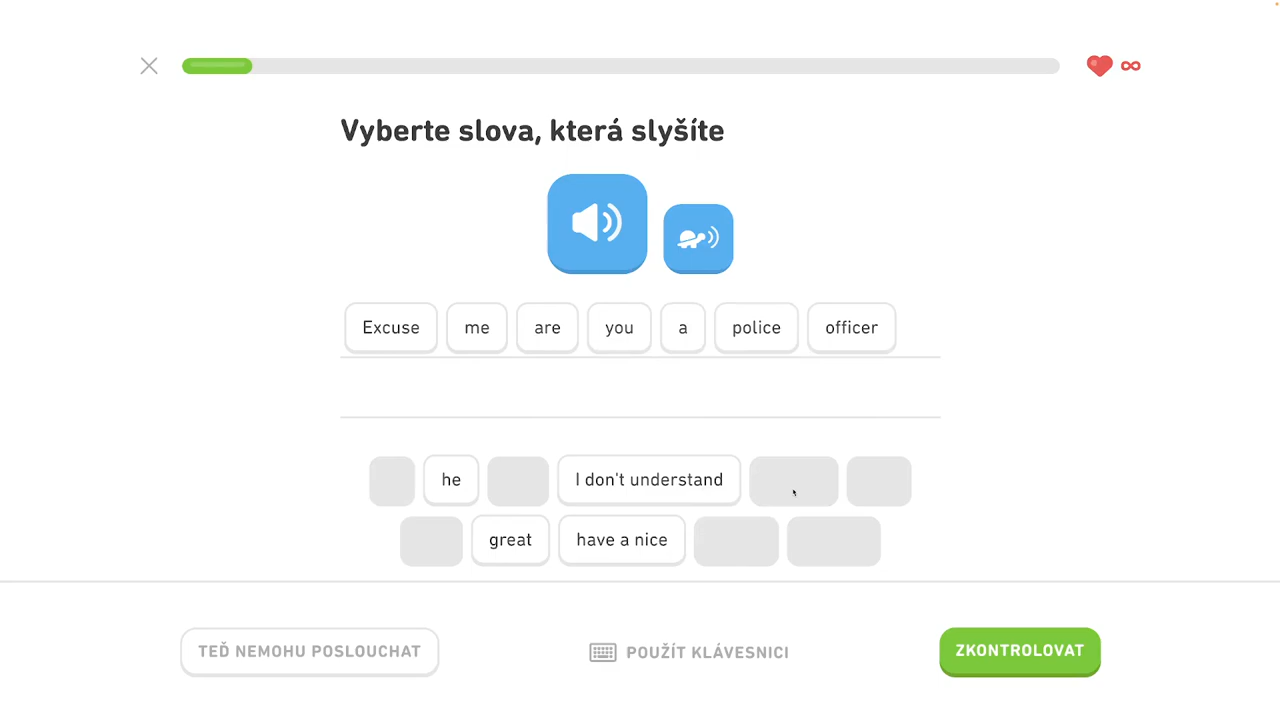 ∞
Vyberte slova, která slyšíte
Excuse me are you a police officer
he I don't understand
great have a nice
TEĎ NEMOHU POSLOUCHAT POUŽÍT KLÁVESNICI ZKONTROLOVAT